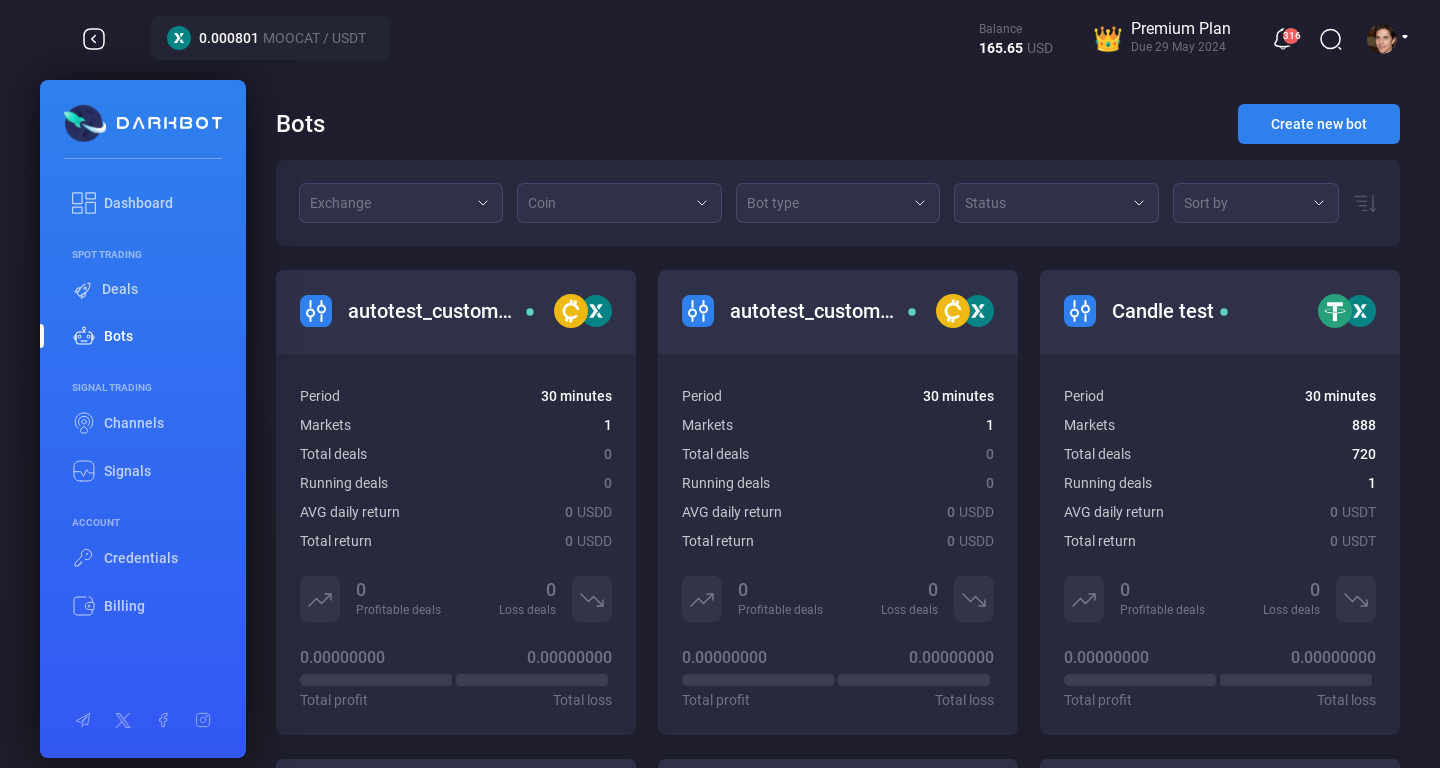 0.000801 MOOCAT / USDT
Balance
165.65 USD
Premium Plan
Due 29 May 2024
316
DARKBOT
Dashboard
SPOT TRADING
Deals
Bots
SIGNAL TRADING
Channels
Signals
ACCOUNT
Credentials
Billing
Bots
Create new bot
Exchange
Coin
Bot type
Status
Sort by
autotest_custom...
Period 30 minutes
Markets 1
Total deals 0
Running deals 0
AVG daily return 0 USDD
Total return 0 USDD
0 0
Profitable deals Loss deals
0.00000000 0.00000000
Total profit Total loss
autotest_custom...
Period 30 minutes
Markets 1
Total deals 0
Running deals 0
AVG daily return 0 USDD
Total return 0 USDD
0 0
Profitable deals Loss deals
0.00000000 0.00000000
Total profit Total loss
Candle test
Period 30 minutes
Markets 888
Total deals 720
Running deals 1
AVG daily return 0 USDT
Total return 0 USDT
0 0
Profitable deals Loss deals
0.00000000 0.00000000
Total profit Total loss